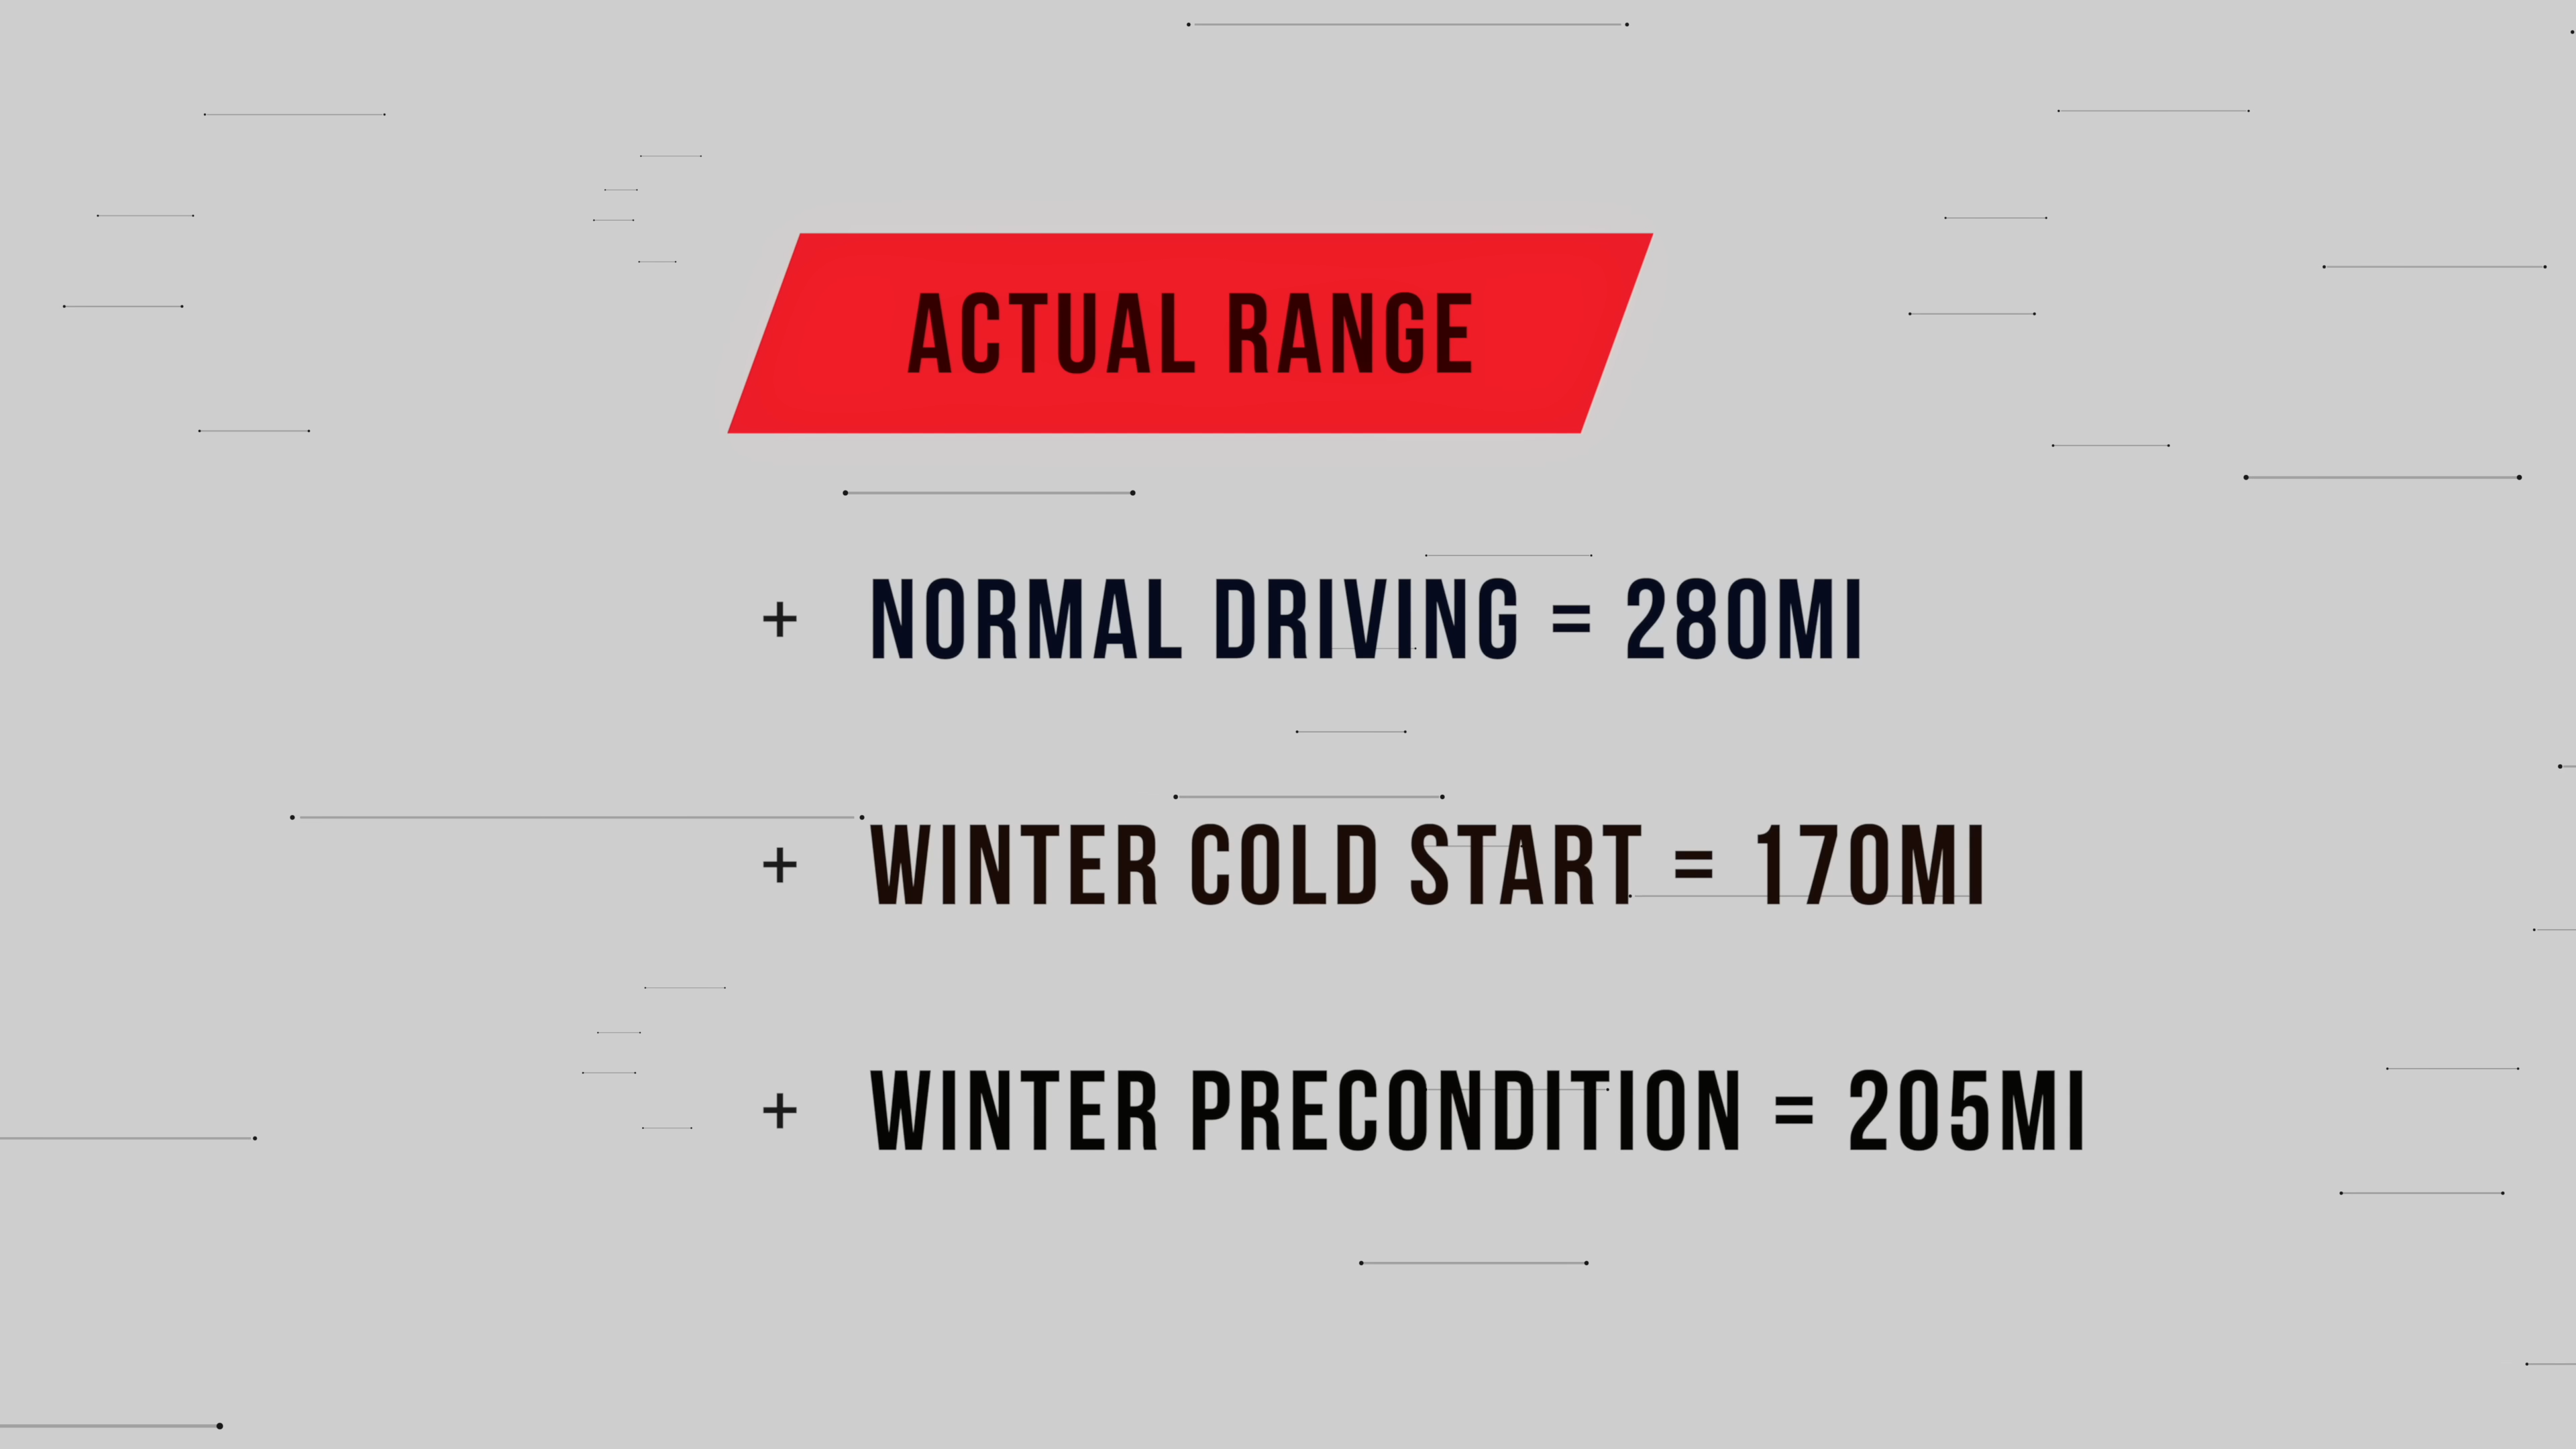 ACTUAL RANGE
+ NORMAL DRIVING = 280MI
+ WINTER COLD START = 170MI
+ WINTER PRECONDITION = 205MI